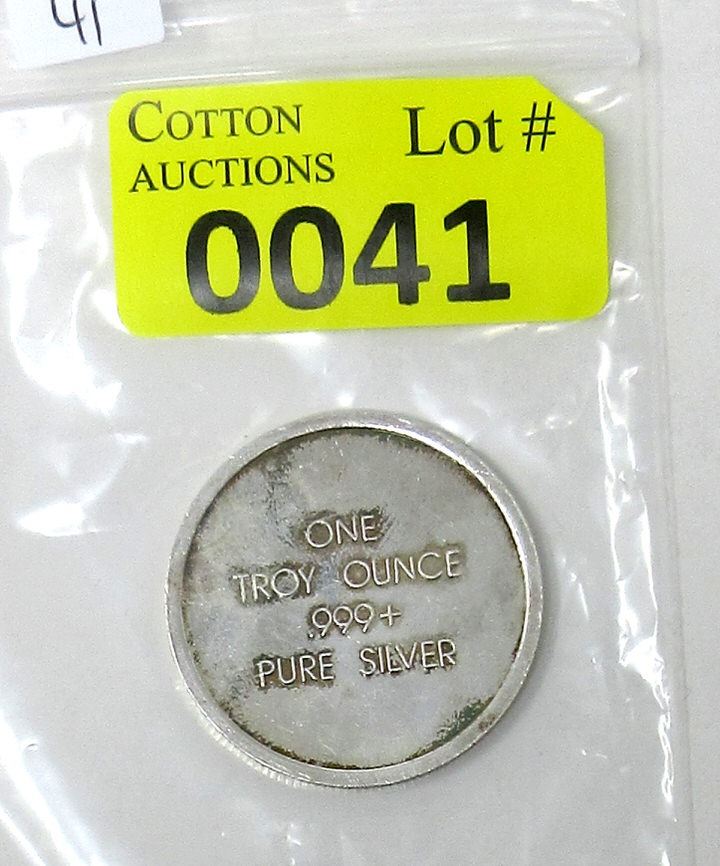 41
COTTON
AUCTIONS
Lot #
0041
ONE
TROY OUNCE
.999+
PURE SILVER